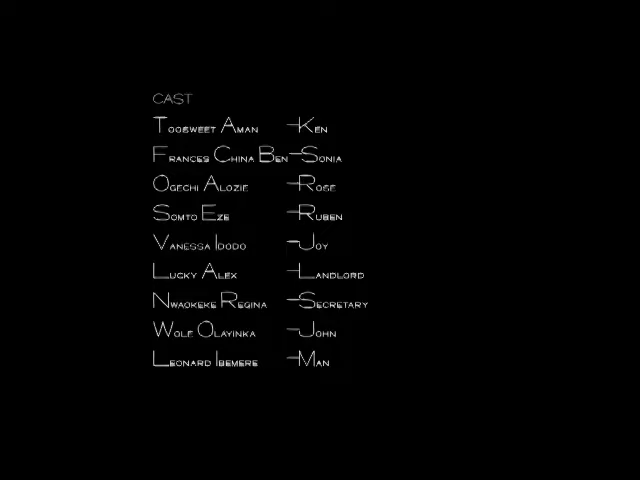 CAST
TOOSWEET AMAN -KEN
FRANCES CHINA BEN-SONIA
OGECHI ALOZIE -ROSE
SOMTO EZE -RUBEN
VANESSA IDODO -JOY
LUCKY ALEX -LANDLORD
NWAOKEKE REGINA -SECRETARY
WOLE OLAYINKA -JOHN
LEONARD IBEMERE -MAN